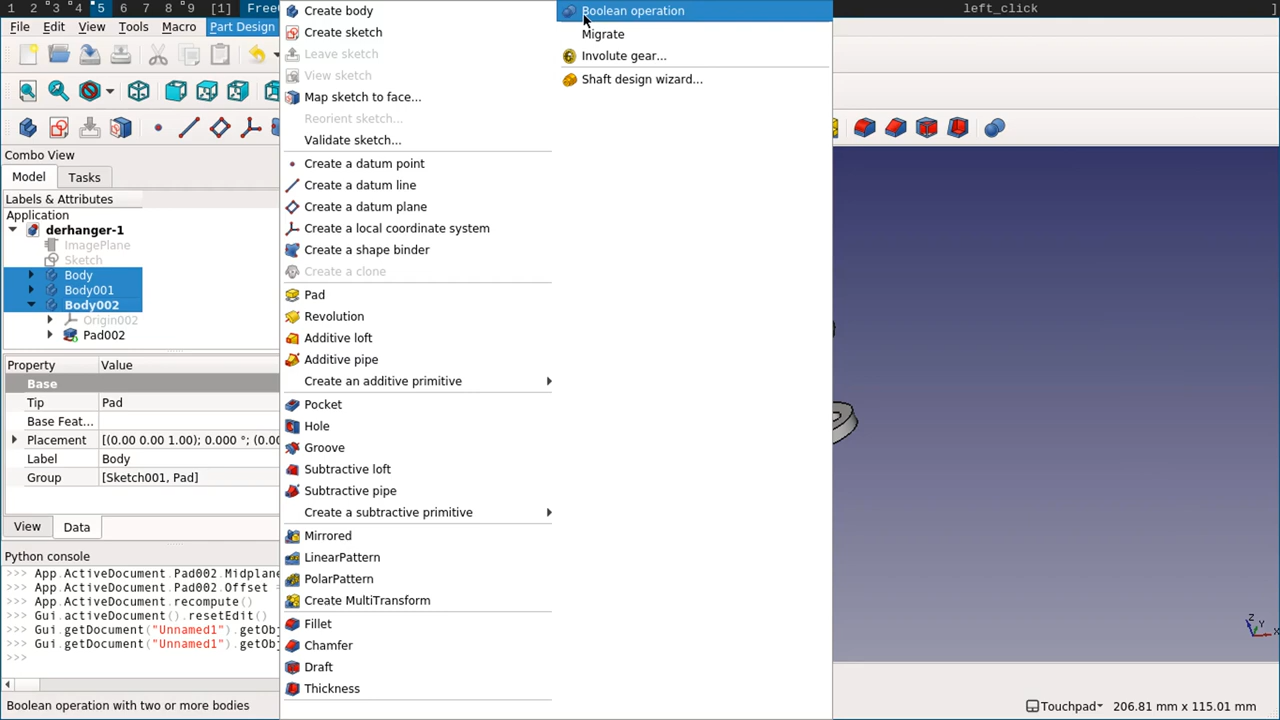 1 2 3 4 5 6 7 8 9 [1] Free left_click ]
File Edit Macro Part Design
Combo View
Model Tasks
Labels & Attributes
Application
derhanger-1
ImagePlane
Sketch
Body
Body001
Body002
Origin002
Pad002
Property Value
Base
Tip Pad
Base Feat...
Placement [(0.00 0.00 1.00); 0.000 °; (0.00
Label Body
Group [Sketch001, Pad]
View Data
Python console
>>> App.ActiveDocument.Pad002.Midplane
>>> App.ActiveDocument.Pad002.Offset =
>>> App.ActiveDocument.recompute()
>>> Gui.activeDocument().resetEdit()
>>> Gui.getDocument("Unnamed1").getObj
>>> Gui.getDocument("Unnamed1").getObj
>>>
Create body
Create sketch
Leave sketch
View sketch
Map sketch to face...
Reorient sketch...
Validate sketch...
Create a datum point
Create a datum line
Create a datum plane
Create a local coordinate system
Create a shape binder
Create a clone
Pad
Revolution
Additive loft
Additive pipe
Create an additive primitive
Pocket
Hole
Groove
Subtractive loft
Subtractive pipe
Create a subtractive primitive
Mirrored
LinearPattern
PolarPattern
Create MultiTransform
Fillet
Chamfer
Draft
Thickness
Boolean operation
Migrate
Involute gear...
Shaft design wizard...
Z
Y
X
Boolean operation with two or more bodies Touchpad 206.81 mm x 115.01 mm